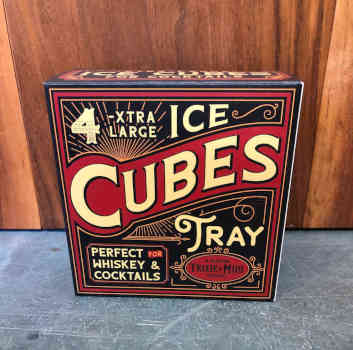 ICE CUBES
4 -XTRA
LARGE
ICE
CUBES
TRAY
PERFECT FOR
WHISKEY &
COCKTAILS
TRIXIE & MILO